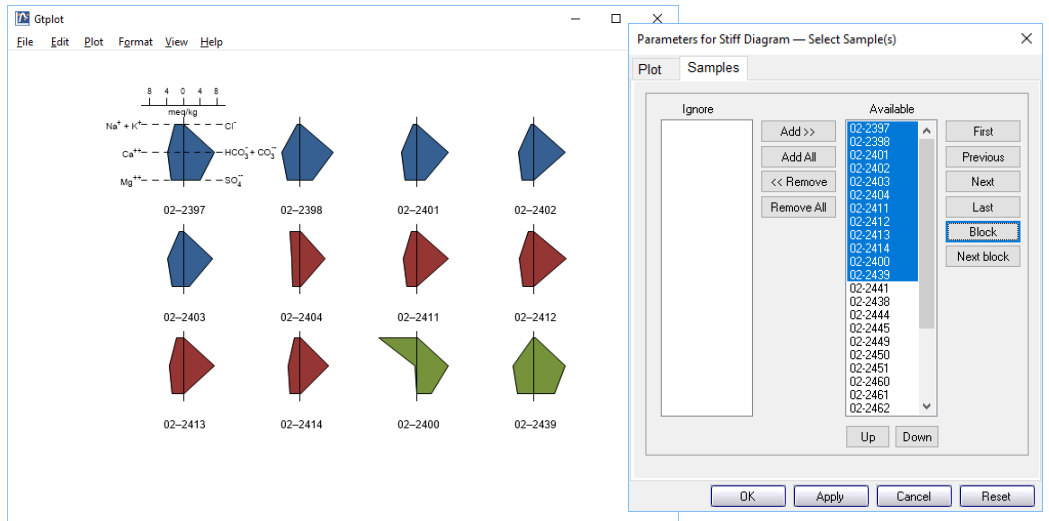 Gtplot
File Edit Plot Format View Help
8 4 0 4 8
meq/kg
Na⁺ + K⁺ Cl⁻
Ca⁺⁺ HCO₃⁻ + CO₃⁻⁻
Mg⁺⁺ SO₄⁻⁻
02–2397 02–2398 02–2401 02–2402
02–2403 02–2404 02–2411 02–2412
02–2413 02–2414 02–2400 02–2439
Parameters for Stiff Diagram — Select Sample(s)
Plot Samples
Ignore Available
Add >>
Add All
<< Remove
Remove All
02-2397
02-2398
02-2401
02-2402
02-2403
02-2404
02-2411
02-2412
02-2413
02-2414
02-2400
02-2439
02-2441
02-2438
02-2444
02-2445
02-2449
02-2450
02-2451
02-2460
02-2461
02-2462
First
Previous
Next
Last
Block
Next block
Up Down
OK Apply Cancel Reset